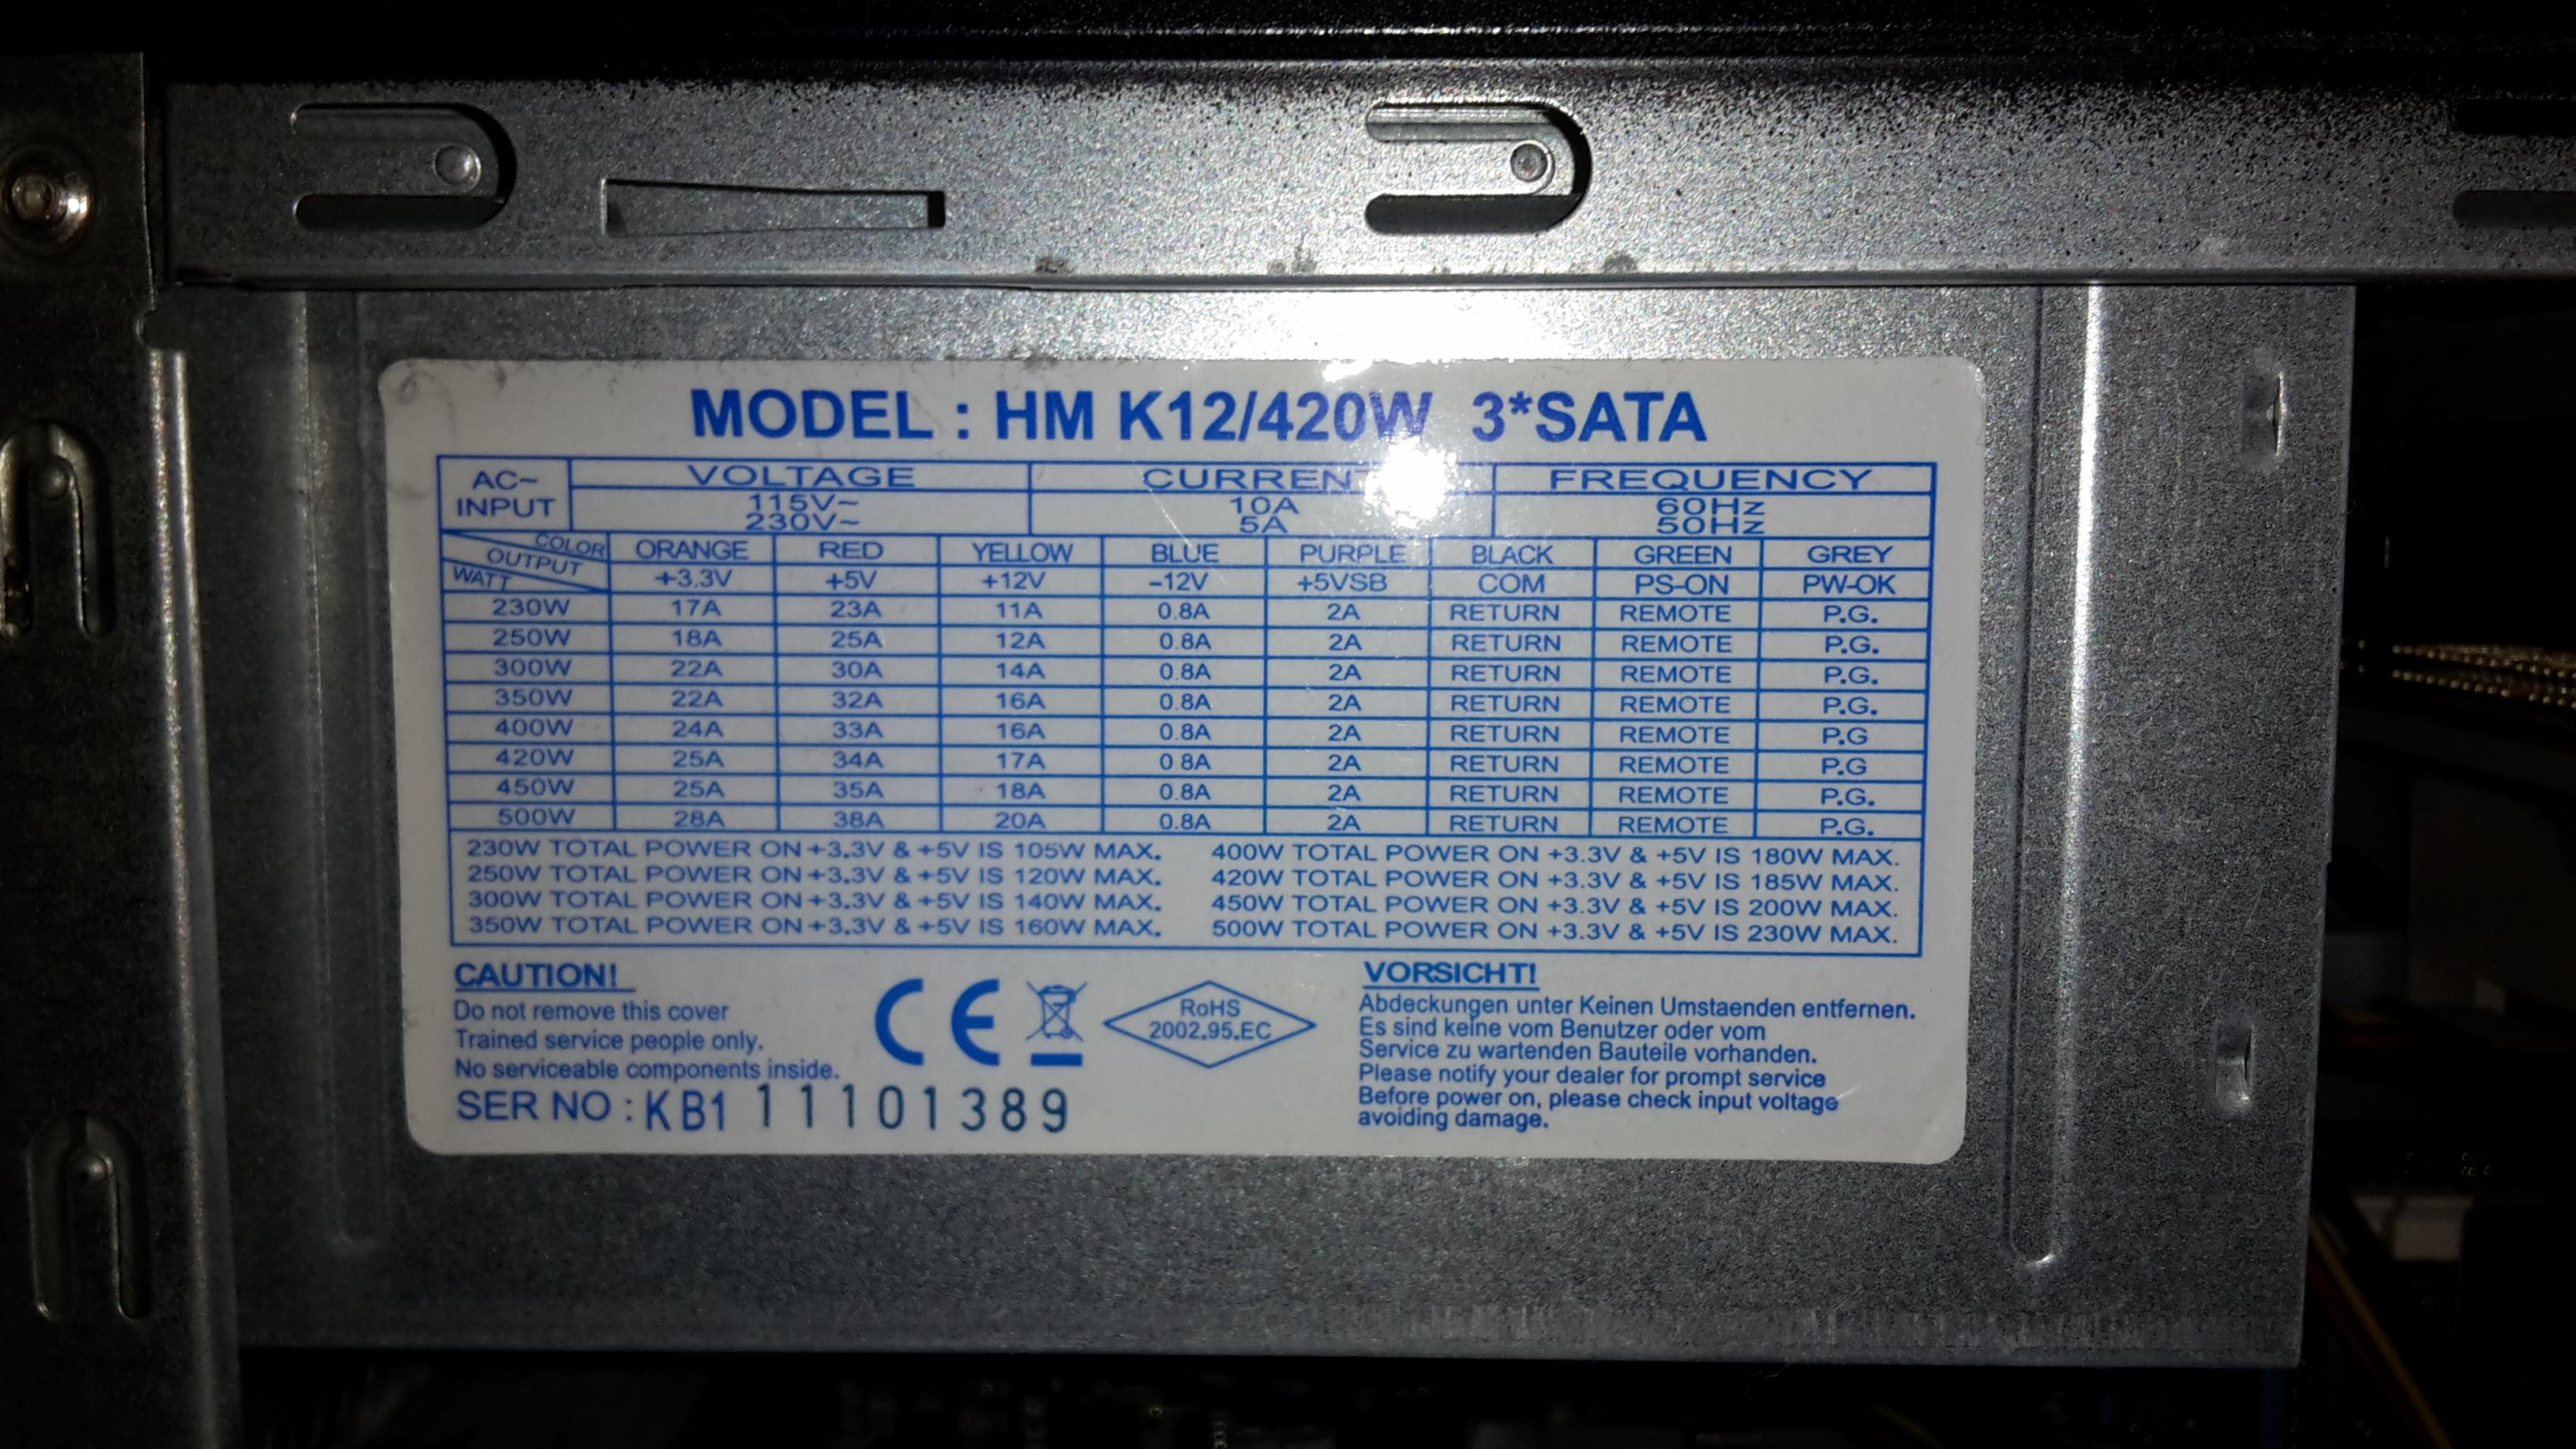 MODEL : HM K12/420W 3*SATA
AC~ INPUT VOLTAGE CURRENT FREQUENCY
115V~ 10A 60Hz
230V~ 5A 50Hz
COLOR OUTPUT WATT ORANGE RED YELLOW BLUE PURPLE BLACK GREEN GREY
+3.3V +5V +12V -12V +5VSB COM PS-ON PW-OK
230W 17A 23A 11A 0.8A 2A RETURN REMOTE P.G.
250W 18A 25A 12A 0.8A 2A RETURN REMOTE P.G.
300W 22A 30A 14A 0.8A 2A RETURN REMOTE P.G.
350W 22A 32A 16A 0.8A 2A RETURN REMOTE P.G.
400W 24A 33A 16A 0.8A 2A RETURN REMOTE P.G
420W 25A 34A 17A 0 8A 2A RETURN REMOTE P.G
450W 25A 35A 18A 0.8A 2A RETURN REMOTE P.G.
500W 28A 38A 20A 0.8A 2A RETURN REMOTE P.G.
230W TOTAL POWER ON +3.3V & +5V IS 105W MAX. 400W TOTAL POWER ON +3.3V & +5V IS 180W MAX.
250W TOTAL POWER ON +3.3V & +5V IS 120W MAX. 420W TOTAL POWER ON +3.3V & +5V IS 185W MAX.
300W TOTAL POWER ON +3.3V & +5V IS 140W MAX. 450W TOTAL POWER ON +3.3V & +5V IS 200W MAX.
350W TOTAL POWER ON +3.3V & +5V IS 160W MAX. 500W TOTAL POWER ON +3.3V & +5V IS 230W MAX.
CAUTION!
Do not remove this cover
Trained service people only.
No serviceable components inside.
SER NO : KB1 11101389
CE
RoHS
2002.95.EC
VORSICHT!
Abdeckungen unter Keinen Umstaenden entfernen.
Es sind keine vom Benutzer oder vom
Service zu wartenden Bauteile vorhanden.
Please notify your dealer for prompt service
Before power on, please check input voltage
avoiding damage.